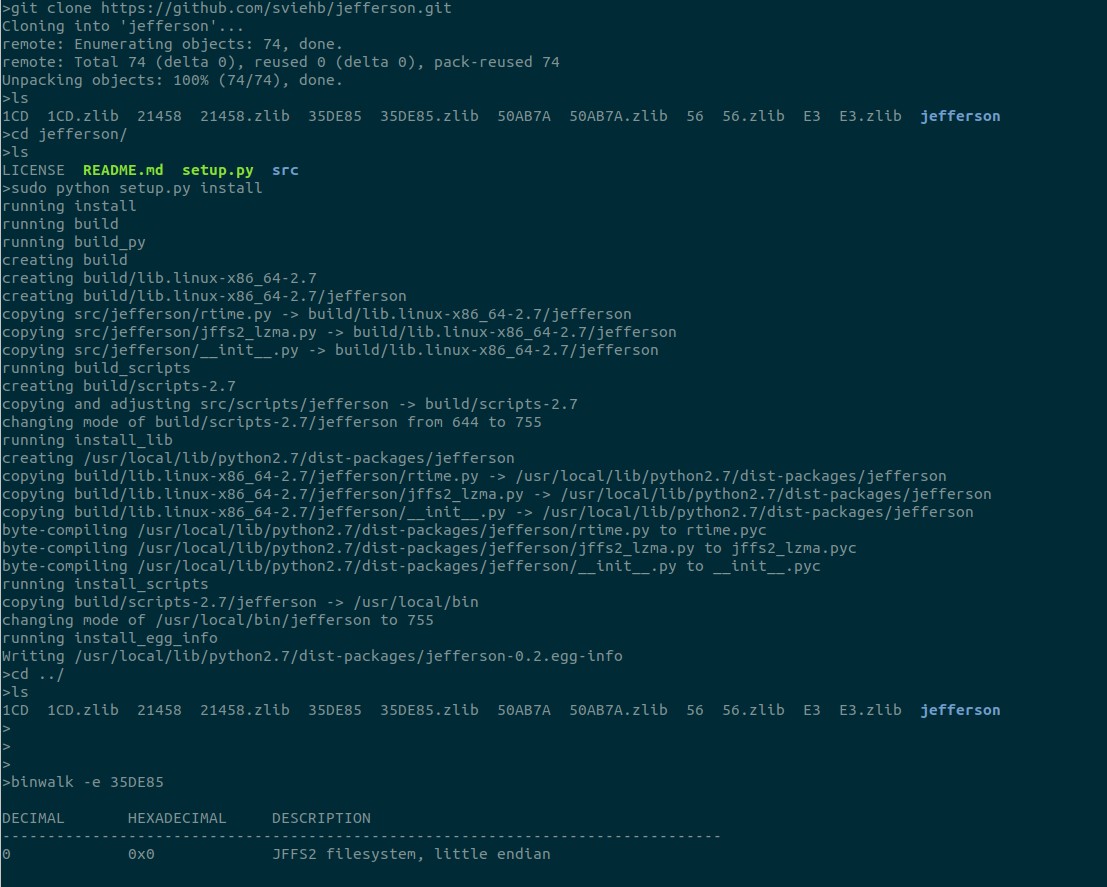 >git clone https://github.com/sviehb/jefferson.git
Cloning into 'jefferson'...
remote: Enumerating objects: 74, done.
remote: Total 74 (delta 0), reused 0 (delta 0), pack-reused 74
Unpacking objects: 100% (74/74), done.
>ls
1CD  1CD.zlib  21458  21458.zlib  35DE85  35DE85.zlib  50AB7A  50AB7A.zlib  56  56.zlib  E3  E3.zlib  jefferson
>cd jefferson/
>ls
LICENSE  README.md  setup.py  src
>sudo python setup.py install
running install
running build
running build_py
creating build
creating build/lib.linux-x86_64-2.7
creating build/lib.linux-x86_64-2.7/jefferson
copying src/jefferson/rtime.py -> build/lib.linux-x86_64-2.7/jefferson
copying src/jefferson/jffs2_lzma.py -> build/lib.linux-x86_64-2.7/jefferson
copying src/jefferson/__init__.py -> build/lib.linux-x86_64-2.7/jefferson
running build_scripts
creating build/scripts-2.7
copying and adjusting src/scripts/jefferson -> build/scripts-2.7
changing mode of build/scripts-2.7/jefferson from 644 to 755
running install_lib
creating /usr/local/lib/python2.7/dist-packages/jefferson
copying build/lib.linux-x86_64-2.7/jefferson/rtime.py -> /usr/local/lib/python2.7/dist-packages/jefferson
copying build/lib.linux-x86_64-2.7/jefferson/jffs2_lzma.py -> /usr/local/lib/python2.7/dist-packages/jefferson
copying build/lib.linux-x86_64-2.7/jefferson/__init__.py -> /usr/local/lib/python2.7/dist-packages/jefferson
byte-compiling /usr/local/lib/python2.7/dist-packages/jefferson/rtime.py to rtime.pyc
byte-compiling /usr/local/lib/python2.7/dist-packages/jefferson/jffs2_lzma.py to jffs2_lzma.pyc
byte-compiling /usr/local/lib/python2.7/dist-packages/jefferson/__init__.py to __init__.pyc
running install_scripts
copying build/scripts-2.7/jefferson -> /usr/local/bin
changing mode of /usr/local/bin/jefferson to 755
running install_egg_info
Writing /usr/local/lib/python2.7/dist-packages/jefferson-0.2.egg-info
>cd ../
>ls
1CD  1CD.zlib  21458  21458.zlib  35DE85  35DE85.zlib  50AB7A  50AB7A.zlib  56  56.zlib  E3  E3.zlib  jefferson
>
>
>
>binwalk -e 35DE85
DECIMAL       HEXADECIMAL     DESCRIPTION
--------------------------------------------------------------------------------
0             0x0             JFFS2 filesystem, little endian